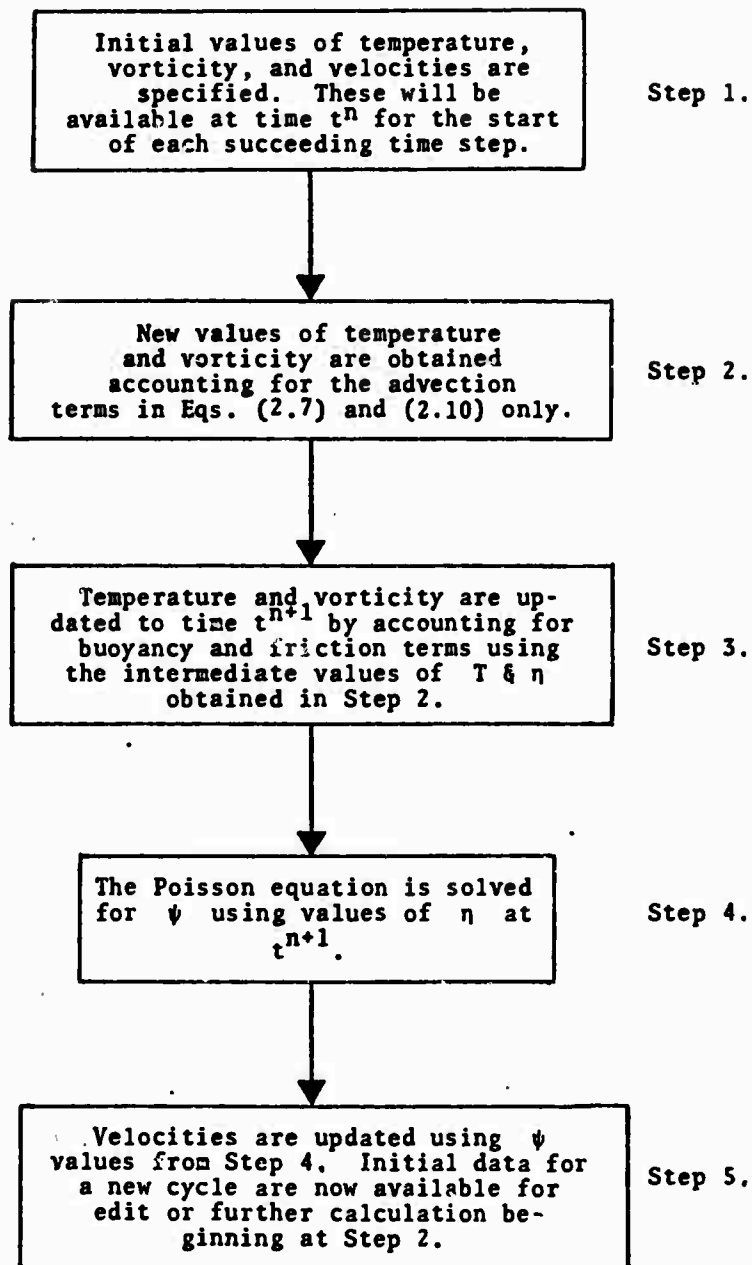 Initial values of temperature,
vorticity, and velocities are
specified. These will be
available at time tⁿ for the start
of each succeeding time step.
Step 1.
New values of temperature
and vorticity are obtained
accounting for the advection
terms in Eqs. (2.7) and (2.10) only.
Step 2.
Temperature and vorticity are up-
dated to time tⁿ⁺¹ by accounting for
buoyancy and friction terms using
the intermediate values of T & η
obtained in Step 2.
Step 3.
The Poisson equation is solved
for ψ using values of η at
tⁿ⁺¹.
Step 4.
Velocities are updated using ψ
values from Step 4. Initial data for
a new cycle are now available for
edit or further calculation be-
ginning at Step 2.
Step 5.